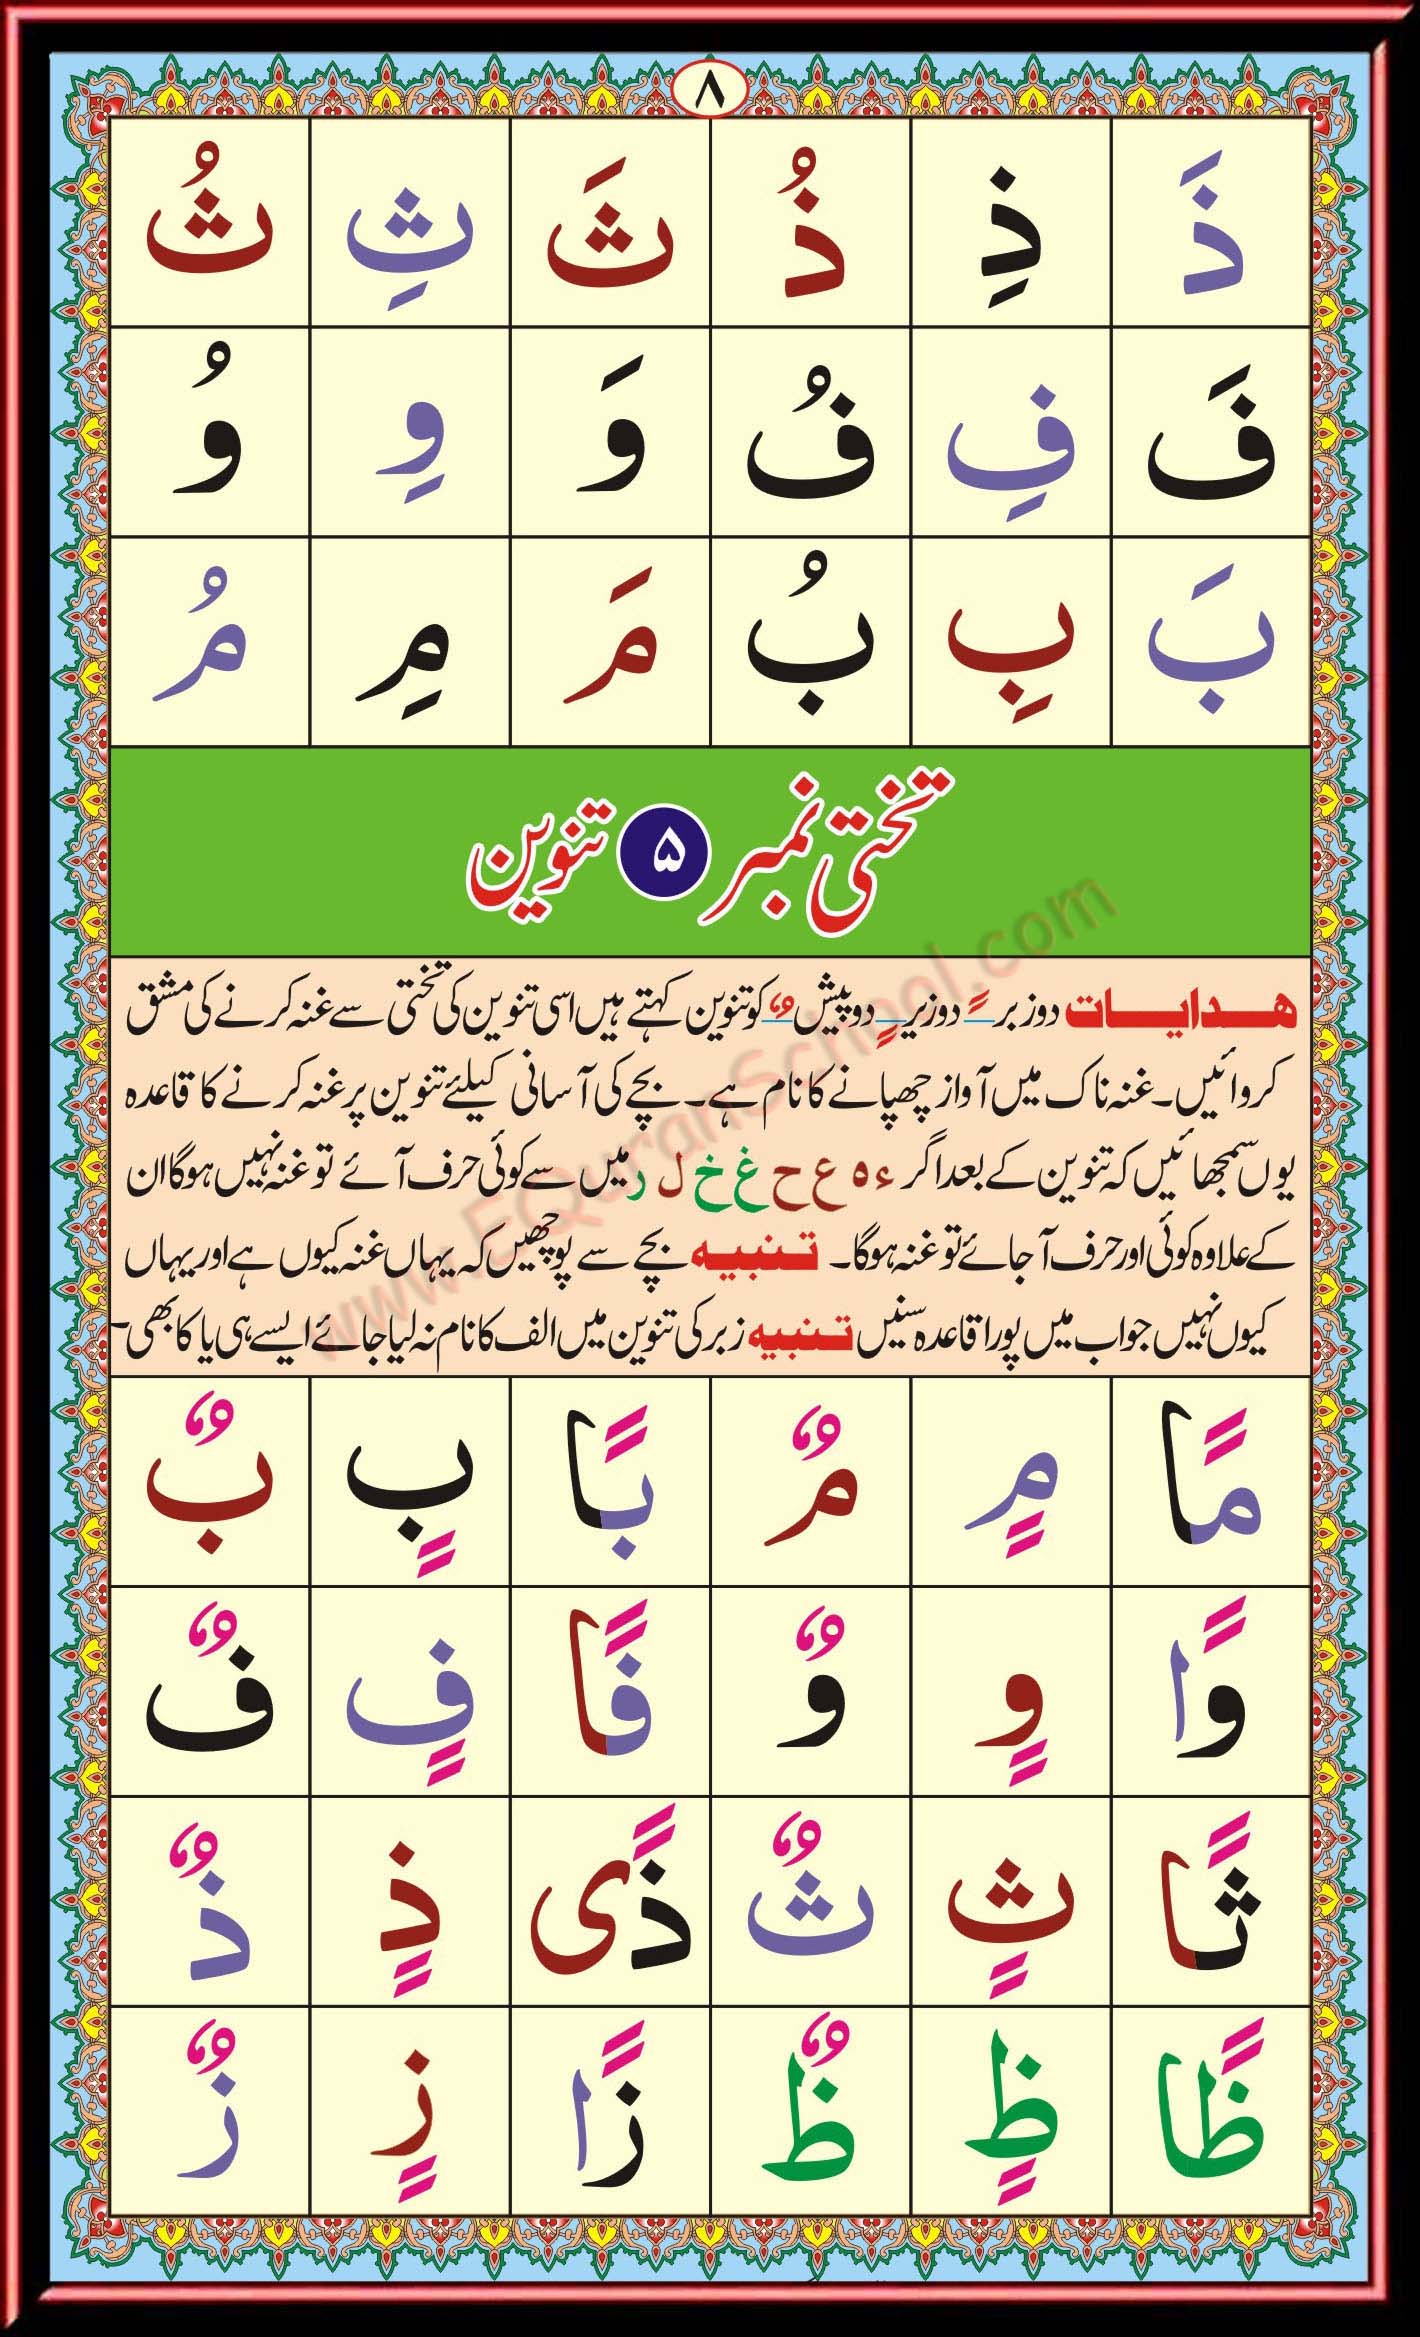 ٨
ذَ ذِ ذُ ثَ ثِ ثُ
فَ فِ فُ وَ وِ وُ
بَ بِ بُ مَ مِ مُ
تختی نمبر ۵ تنوین
ھدایات دو زبر ـً دو زیر ـٍ دو پیش ـٌ کو تنوین کہتے ہیں اسی تنوین کی تختی سے غنہ کرنے کی مشق
کروائیں۔ غنہ ناک میں آواز چھپانے کا نام ہے۔ بچے کی آسانی کیلئے تنوین پر غنہ کرنے کا قاعدہ
یوں سمجھائیں کہ تنوین کے بعد اگر ء ہ ع ح غ خ ل ر میں سے کوئی حرف آئے تو غنہ نہیں ہوگا ان
کے علاوہ کوئی اور حرف آجائے تو غنہ ہوگا۔ تنبیہ بچے سے پوچھیں کہ یہاں غنہ کیوں ہے اور یہاں
کیوں نہیں جواب میں پورا قاعدہ سنیں تنبیہ زبر کی تنوین میں الف کا نام نہ لیا جائے ایسے ہی یا کا بھی۔
www.EQuranSchool.com
مًا مٍ مٌ بًا بٍ بٌ
وًا وٍ وٌ فًا فٍ فٌ
ثًا ثٍ ثٌ ذًی ذٍ ذٌ
ظًا ظٍ ظٌ زًا زٍ زٌ